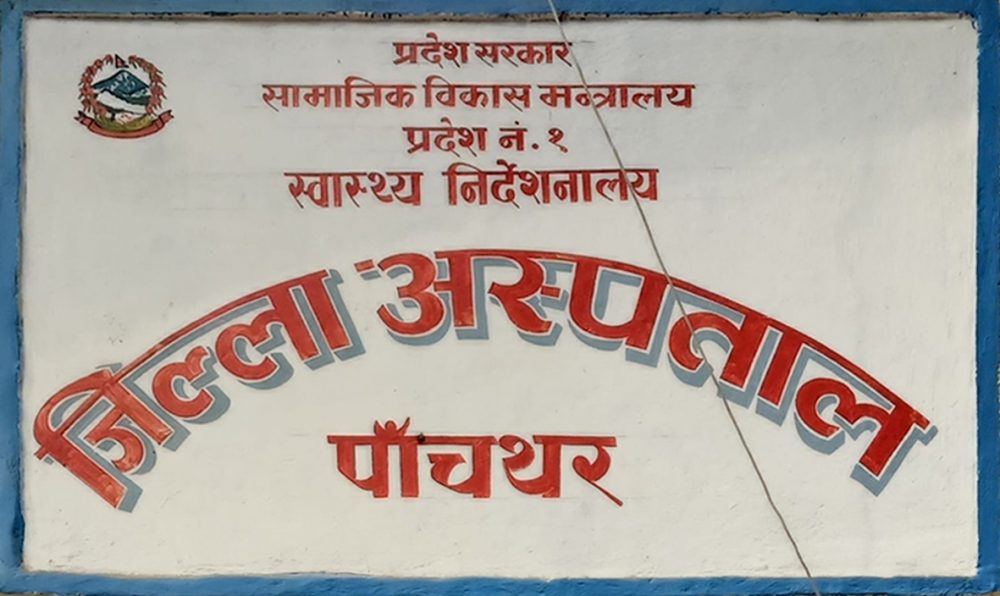 प्रदेश सरकार
सामाजिक विकास मन्त्रालय
प्रदेश नं. १
स्वास्थ्य निर्देशनालय
जिल्ला अस्पताल
पाँचथर